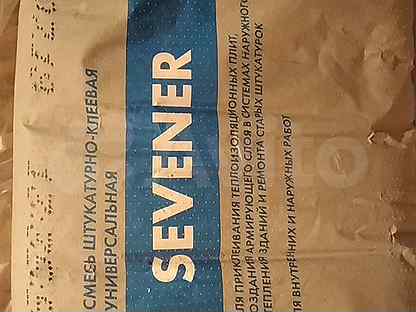 СМЕСЬ ШТУКАТУРНО-КЛЕЕВАЯ
УНИВЕРСАЛЬНАЯ
SEVENER
ДЛЯ ПРИКЛЕИВАНИЯ ТЕПЛОИЗОЛЯЦИОННЫХ ПЛИТ,
СОЗДАНИЯ АРМИРУЮЩЕГО СЛОЯ В СИСТЕМАХ НАРУЖНОГО
УТЕПЛЕНИЯ ЗДАНИЙ И РЕМОНТА СТАРЫХ ШТУКАТУРОК
ДЛЯ ВНУТРЕННИХ И НАРУЖНЫХ РАБОТ
Avito